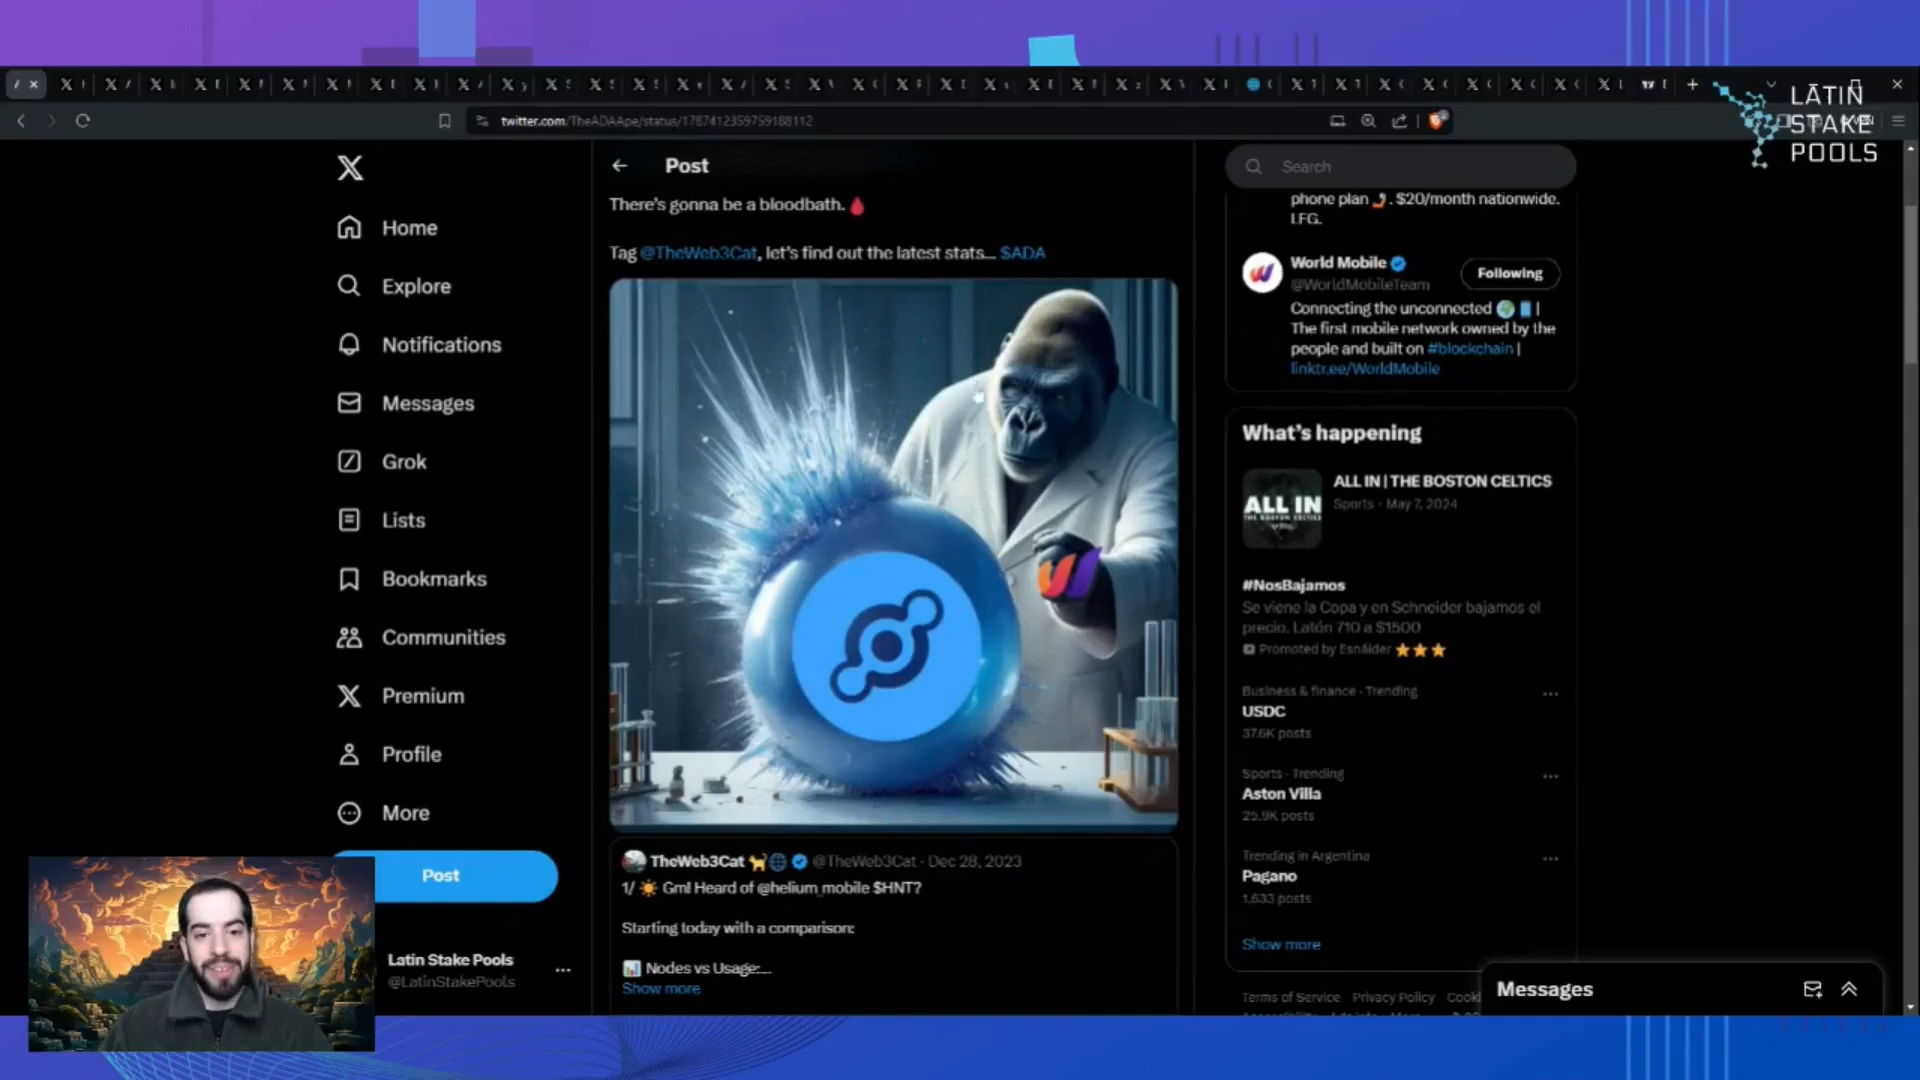 LATIN
STAKE
POOLS
twitter.com/TheADAApe/status/1787412359759188112
Home
Explore
Notifications
Messages
Grok
Lists
Bookmarks
Communities
Premium
Profile
More
Post
Latin Stake Pools
@LatinStakePools
Post
There's gonna be a bloodbath. 🩸
Tag @TheWeb3Cat, let's find out the latest stats... $ADA
TheWeb3Cat 🐈🌐 @TheWeb3Cat · Dec 28, 2023
1/ ☀️ Gm! Heard of @helium_mobile $HNT?
Starting today with a comparison:
📊 Nodes vs Usage:...
Show more
Search
phone plan 🤳. $20/month nationwide.
LFG.
World Mobile
@WorldMobileTeam
Following
Connecting the unconnected 🌍📱|
The first mobile network owned by the
people and built on #blockchain |
linktr.ee/WorldMobile
What's happening
ALL IN
THE BOSTON CELTICS
ALL IN | THE BOSTON CELTICS
Sports · May 7, 2024
#NosBajamos
Se viene la Copa y en Schneider bajamos el
precio. Latón 710 a $1500
Promoted by Esnáider ⭐⭐⭐
Business & finance · Trending
USDC
37.6K posts
Sports · Trending
Aston Villa
25.9K posts
Trending in Argentina
Pagano
1,633 posts
Show more
Terms of Service Privacy Policy
Messages